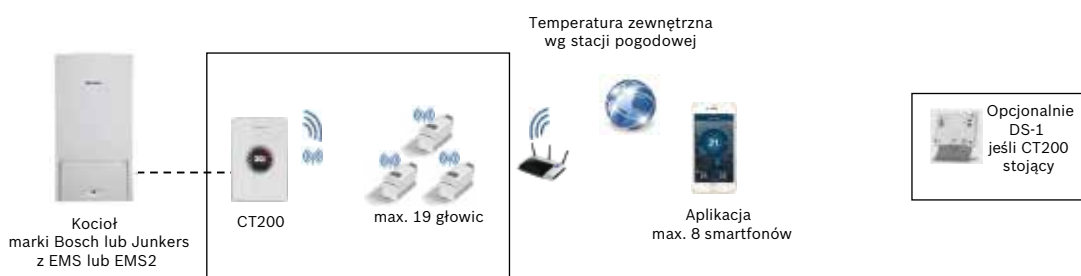 Temperatura zewnętrzna
wg stacji pogodowej
Kocioł
marki Bosch lub Junkers
z EMS lub EMS2
CT200
max. 19 głowic
21
Aplikacja
max. 8 smartfonów
Opcjonalnie
DS-1
jeśli CT200
stojący